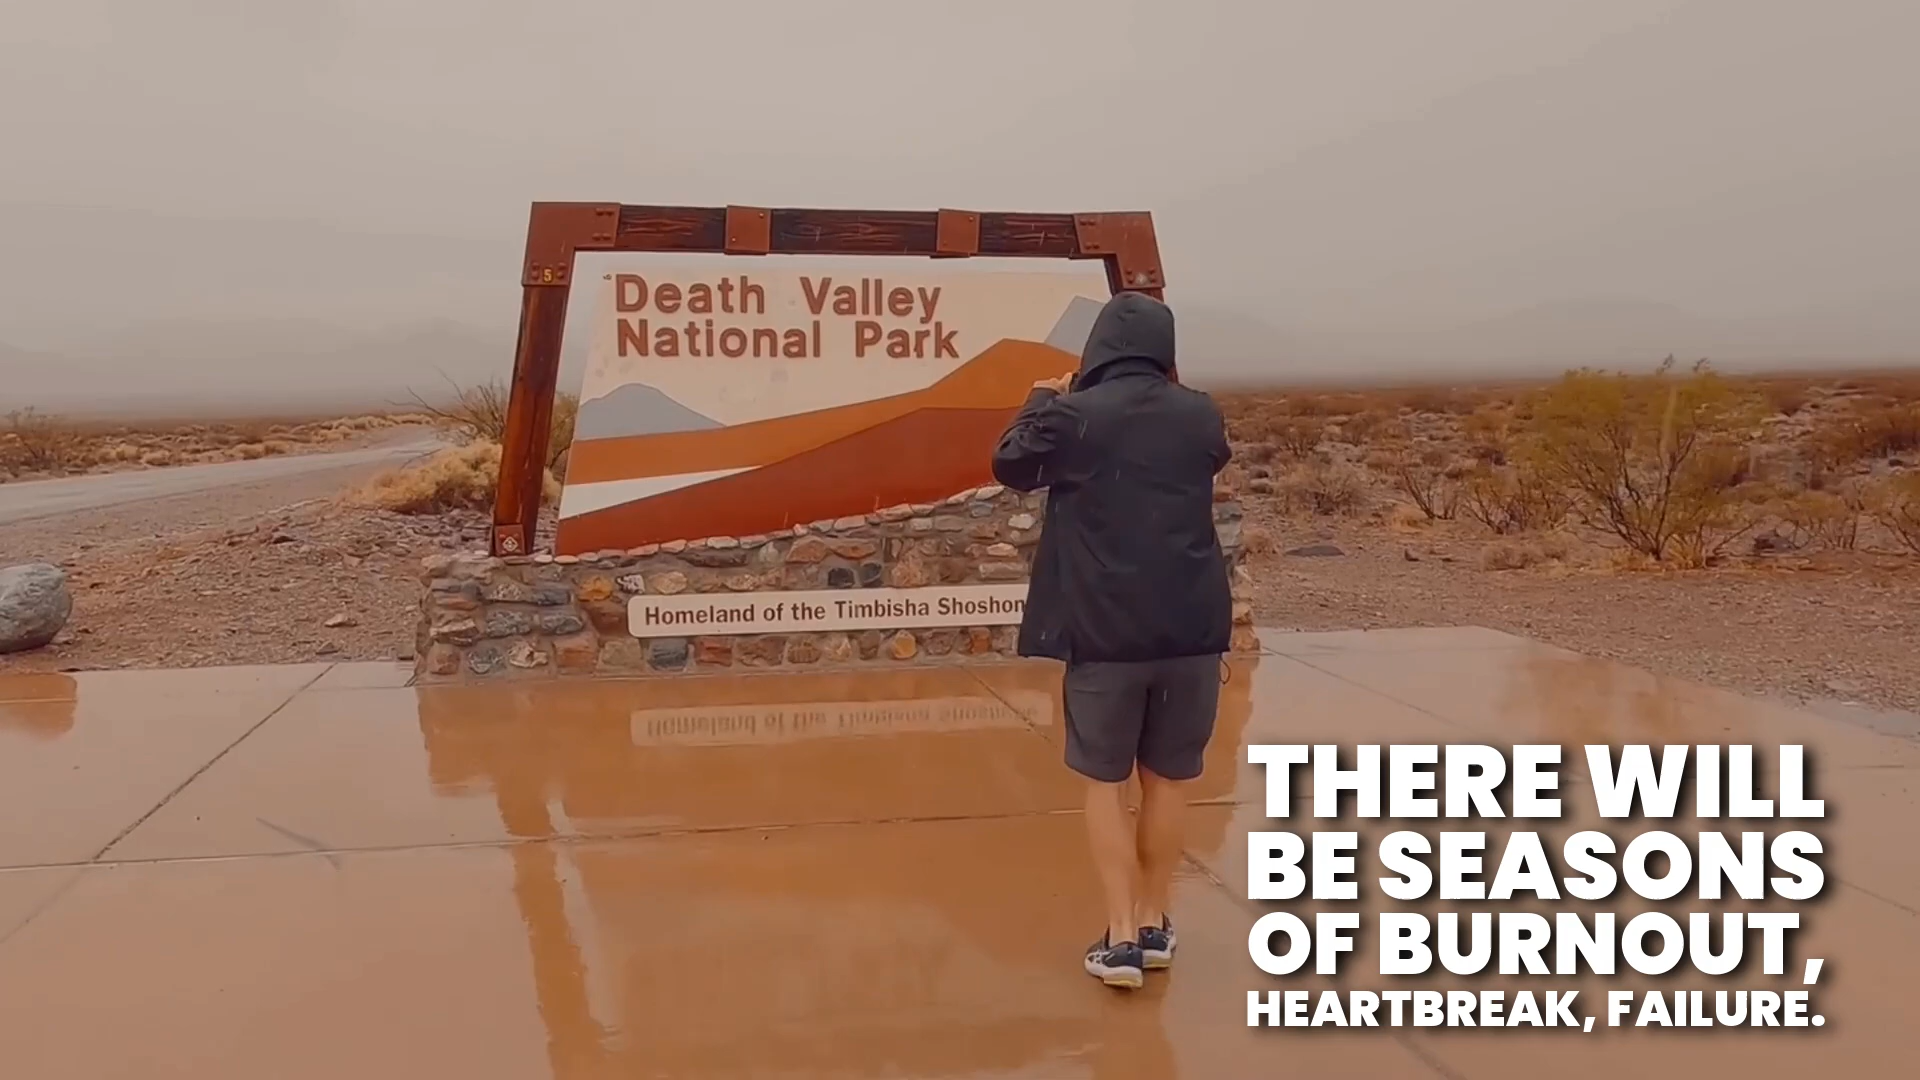 Death Valley
National Park
Homeland of the Timbisha Shoshon
THERE WILL
BE SEASONS
OF BURNOUT,
HEARTBREAK, FAILURE.